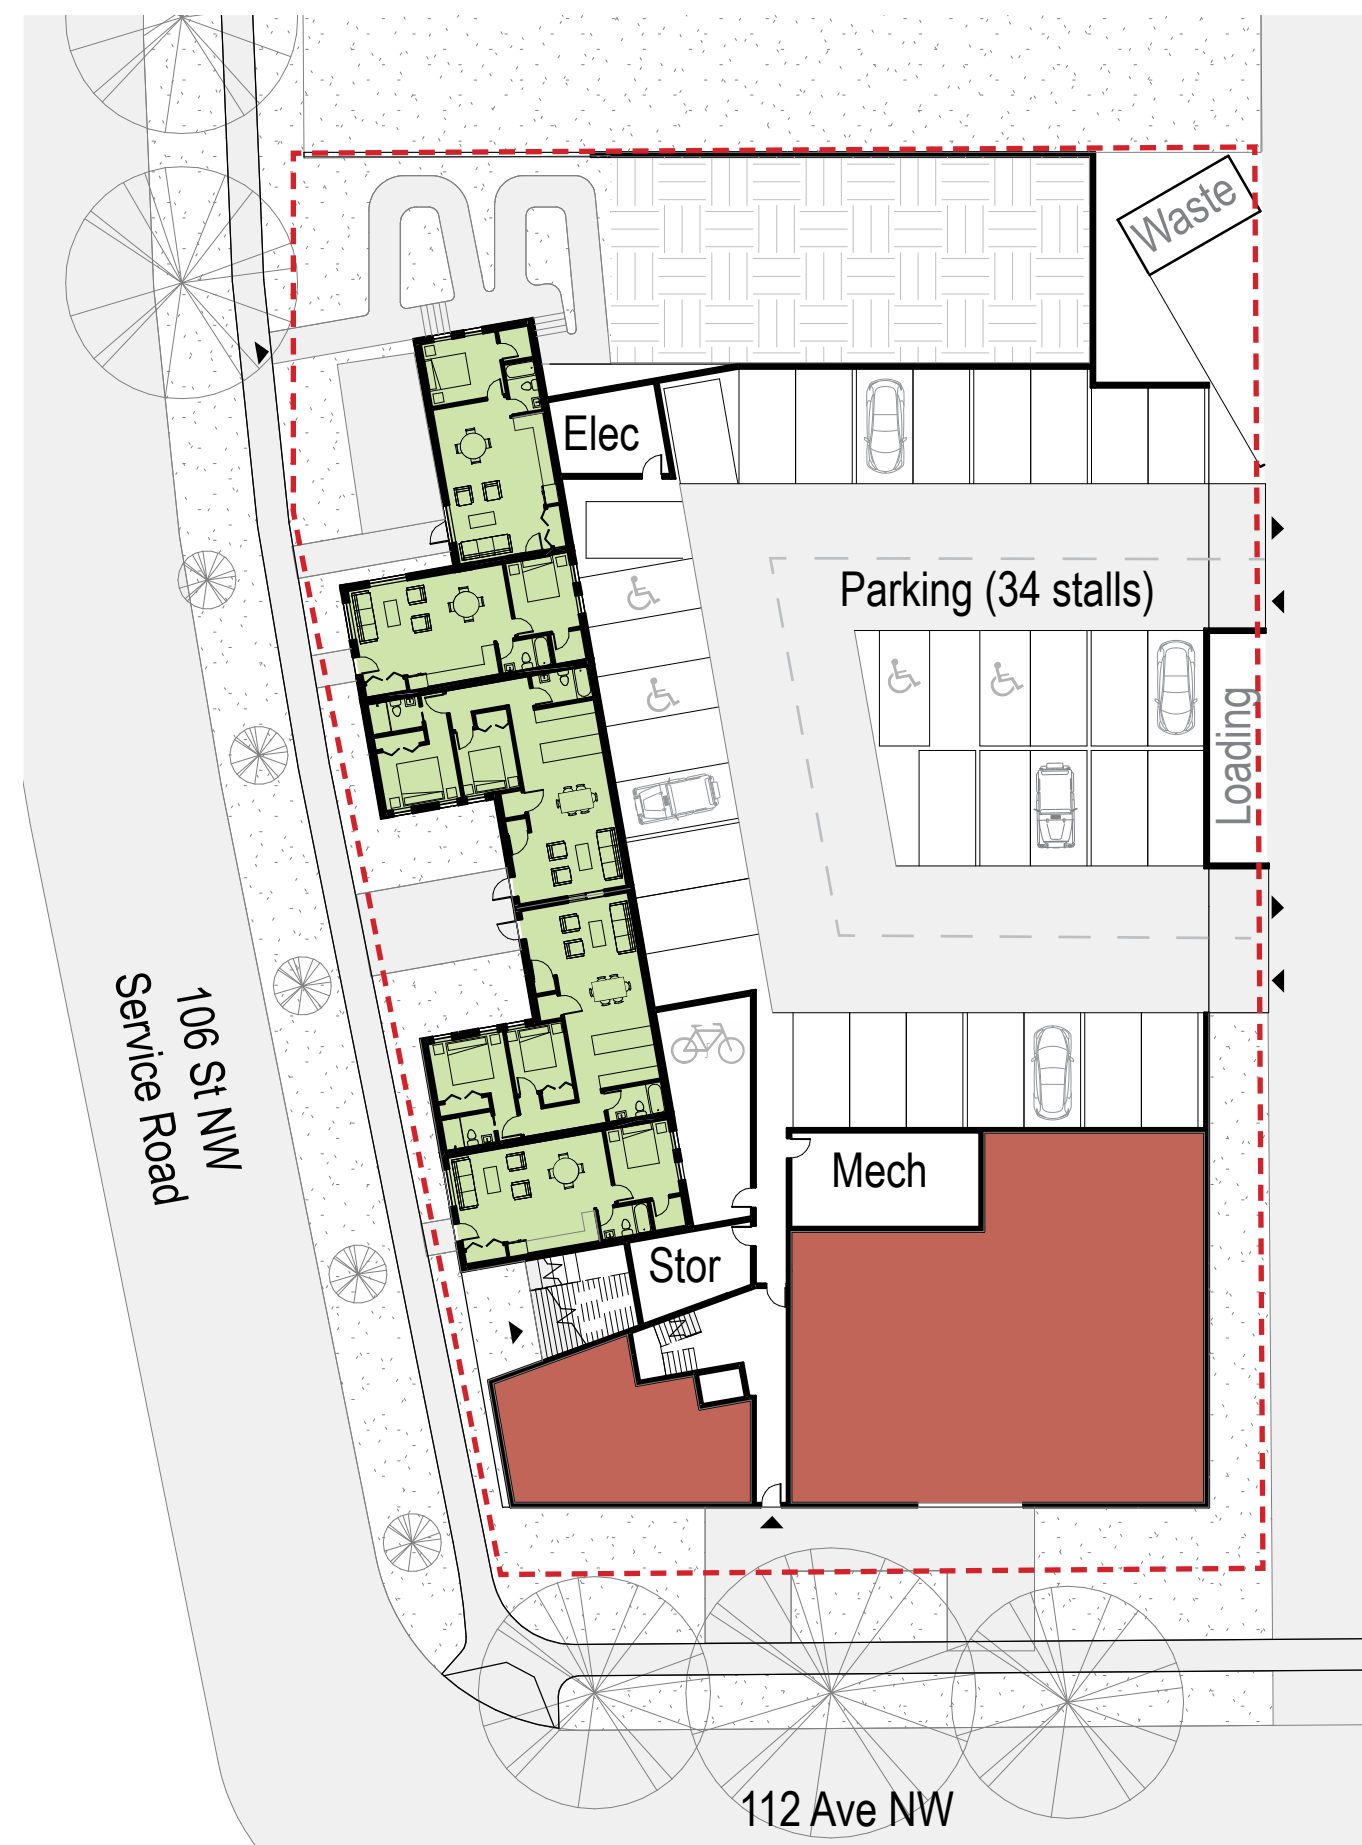 Waste
Elec
Parking (34 stalls)
Loading
106 St NW
Service Road
Mech
Stor
112 Ave NW